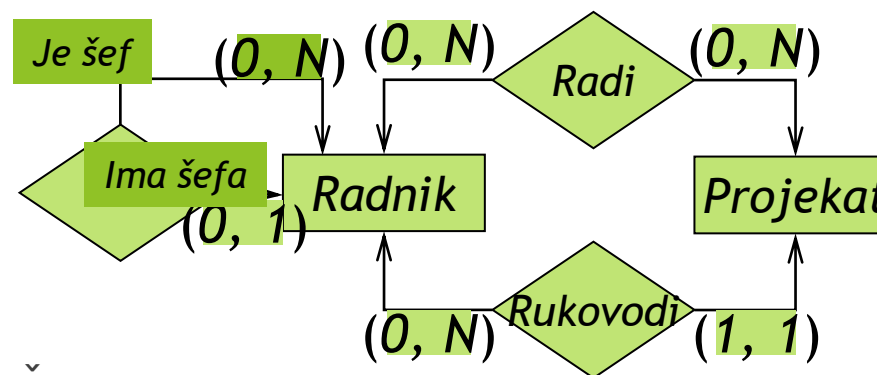 Je šef
(0, N)
(0, N)
Radi
(0, N)
Ima šefa
(0, 1)
Radnik
Projekat
(0, N)
Rukovodi
(1, 1)